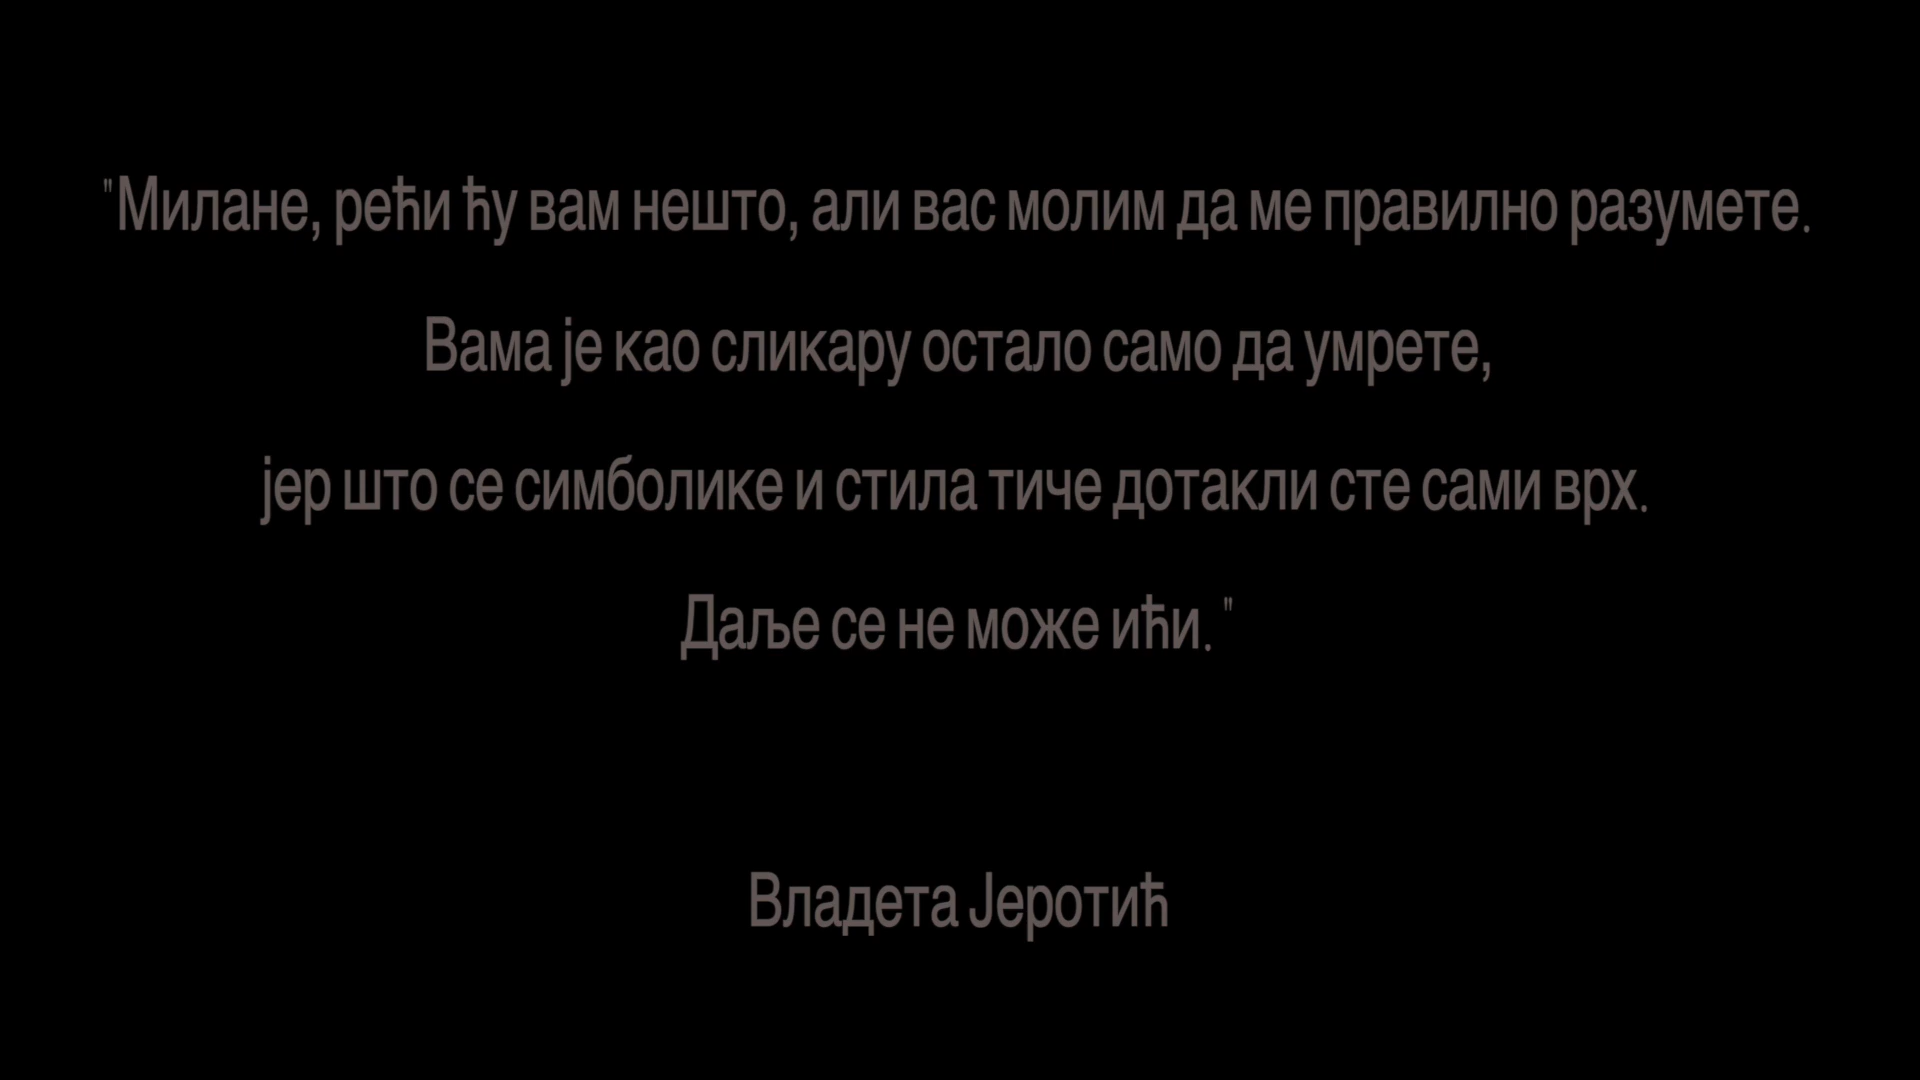 "Милане, рећи ћу вам нешто, али вас молим да ме правилно разумете.
Вама је као сликару остало само да умрете,
јер што се симболике и стила тиче дотакли сте сами врх.
Даље се не може ићи. "
Владета Јеротић